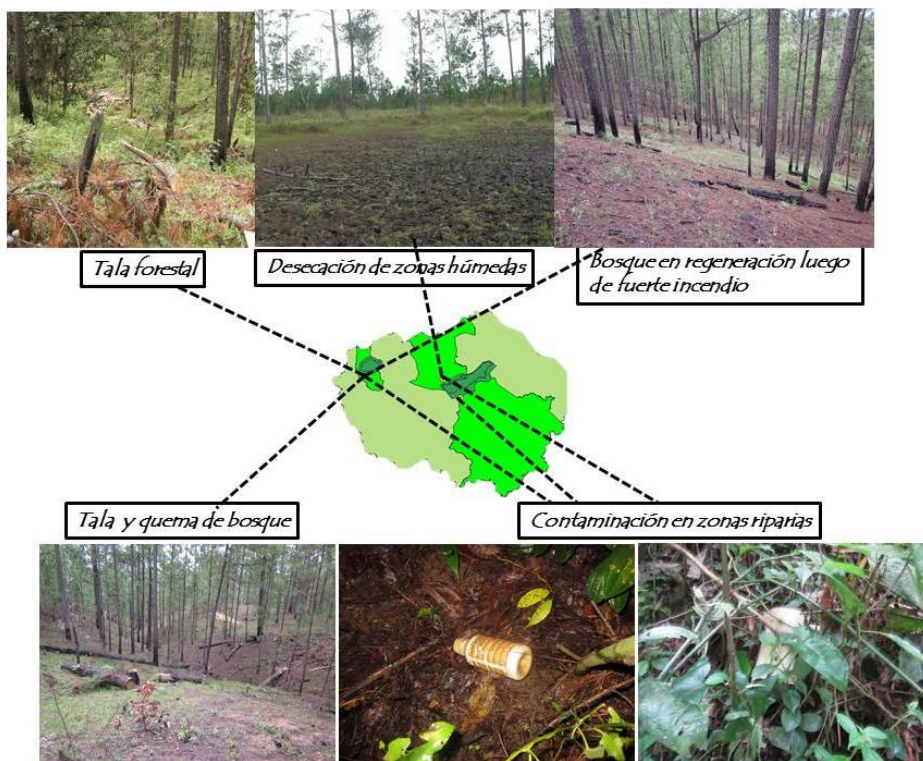 Tala forestal
Desecación de zonas húmedas
Bosque en regeneración luego
de fuerte incendio
Tala y quema de bosque
Contaminación en zonas riparias